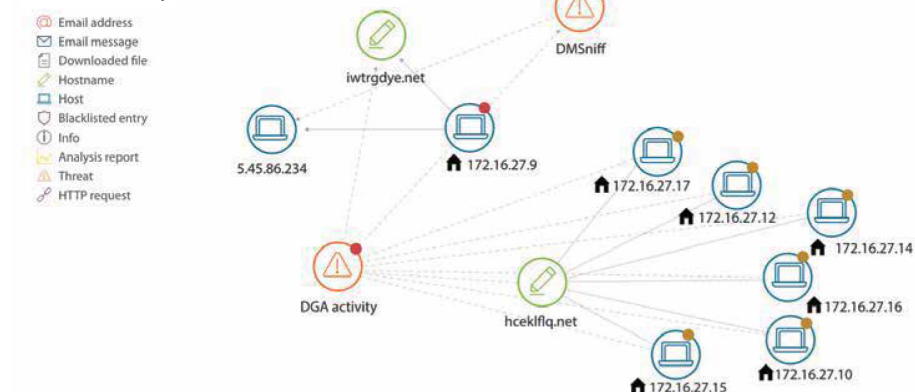 Email address
Email message
Downloaded file
Hostname
Host
Blacklisted entry
Info
Analysis report
Threat
HTTP request
DMSniff
iwtrgdye.net
5.45.86.234
172.16.27.9
172.16.27.17
172.16.27.12
172.16.27.14
DGA activity
hceklflq.net
172.16.27.16
172.16.27.10
172.16.27.15